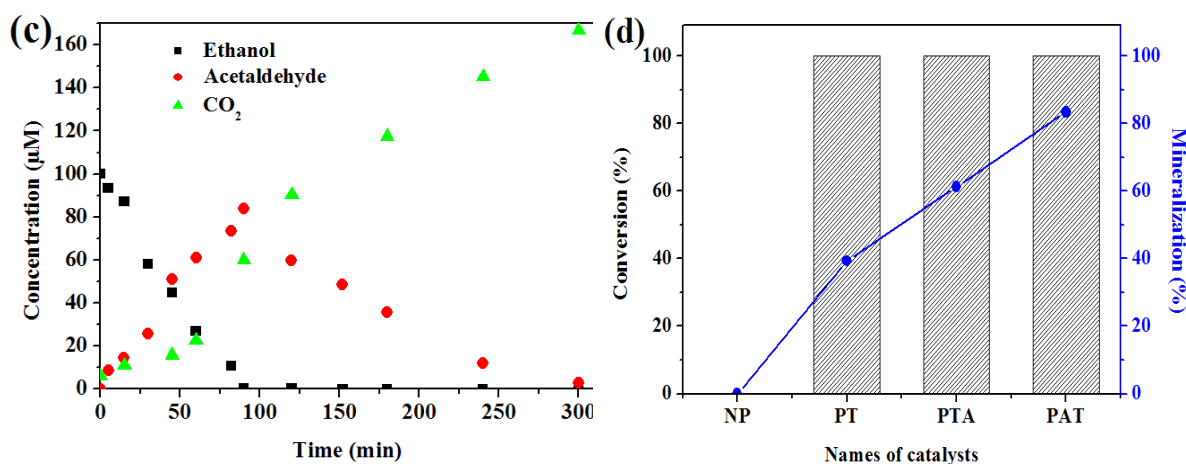 (c)
Ethanol
Acetaldehyde
CO2
Concentration (μM)
160
140
120
100
80
60
40
20
0
0 50 100 150 200 250 300
Time (min)
(d)
Conversion (%)
100
80
60
40
20
0
NP PT PTA PAT
Names of catalysts
100
80
60
40
20
0
Mineralization (%)